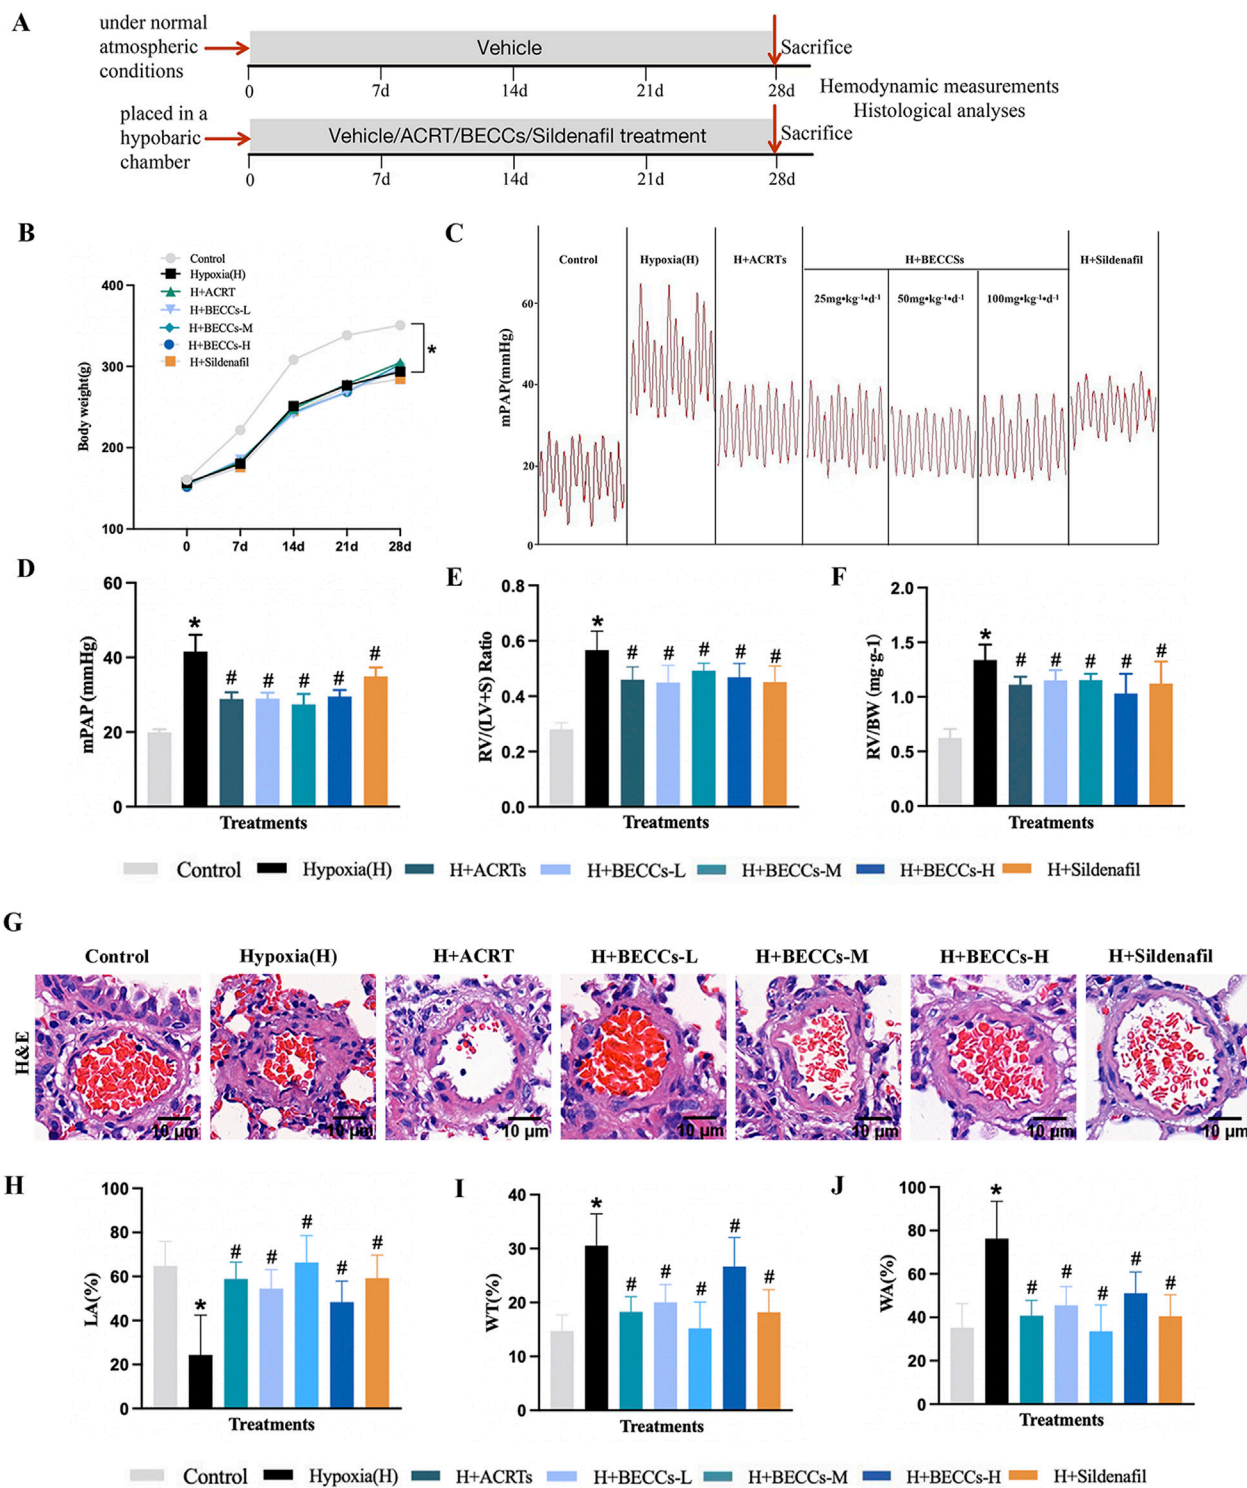 A
under normal
atmospheric
conditions
Vehicle
Sacrifice
0 7d 14d 21d 28d
Hemodynamic measurements
Histological analyses
placed in a
hypobaric
chamber
Vehicle/ACRT/BECCs/Sildenafil treatment
Sacrifice
0 7d 14d 21d 28d
B
Control
Hypoxia(H)
H+ACRT
H+BECCs-L
H+BECCs-M
H+BECCs-H
H+Sildenafil
Body weight(g)
400
300
200
100
0 7d 14d 21d 28d
*
C
mPAP(mmHg)
60
40
20
0
Control Hypoxia(H) H+ACRTs H+BECCSs H+Sildenafil
25mg•kg⁻¹•d⁻¹ 50mg•kg⁻¹•d⁻¹ 100mg•kg⁻¹•d⁻¹
D
mPAP (mmHg)
60
40
20
0
* # # # # #
Treatments
E
RV/(LV+S) Ratio
0.8
0.6
0.4
0.2
0.0
* # # # # #
Treatments
F
RV/BW (mg·g-1)
2.0
1.5
1.0
0.5
0.0
* # # # # #
Treatments
Control Hypoxia(H) H+ACRTs H+BECCs-L H+BECCs-M H+BECCs-H H+Sildenafil
G
Control Hypoxia(H) H+ACRT H+BECCs-L H+BECCs-M H+BECCs-H H+Sildenafil
H&E
10 μm 10 μm 10 μm 10 μm 10 μm 10 μm 10 μm
H
LA(%)
100
80
60
40
20
0
* # # # # #
Treatments
I
WT(%)
40
30
20
10
0
* # # # # #
Treatments
J
WA(%)
100
80
60
40
20
0
* # # # # #
Treatments
Control Hypoxia(H) H+ACRTs H+BECCs-L H+BECCs-M H+BECCs-H H+Sildenafil